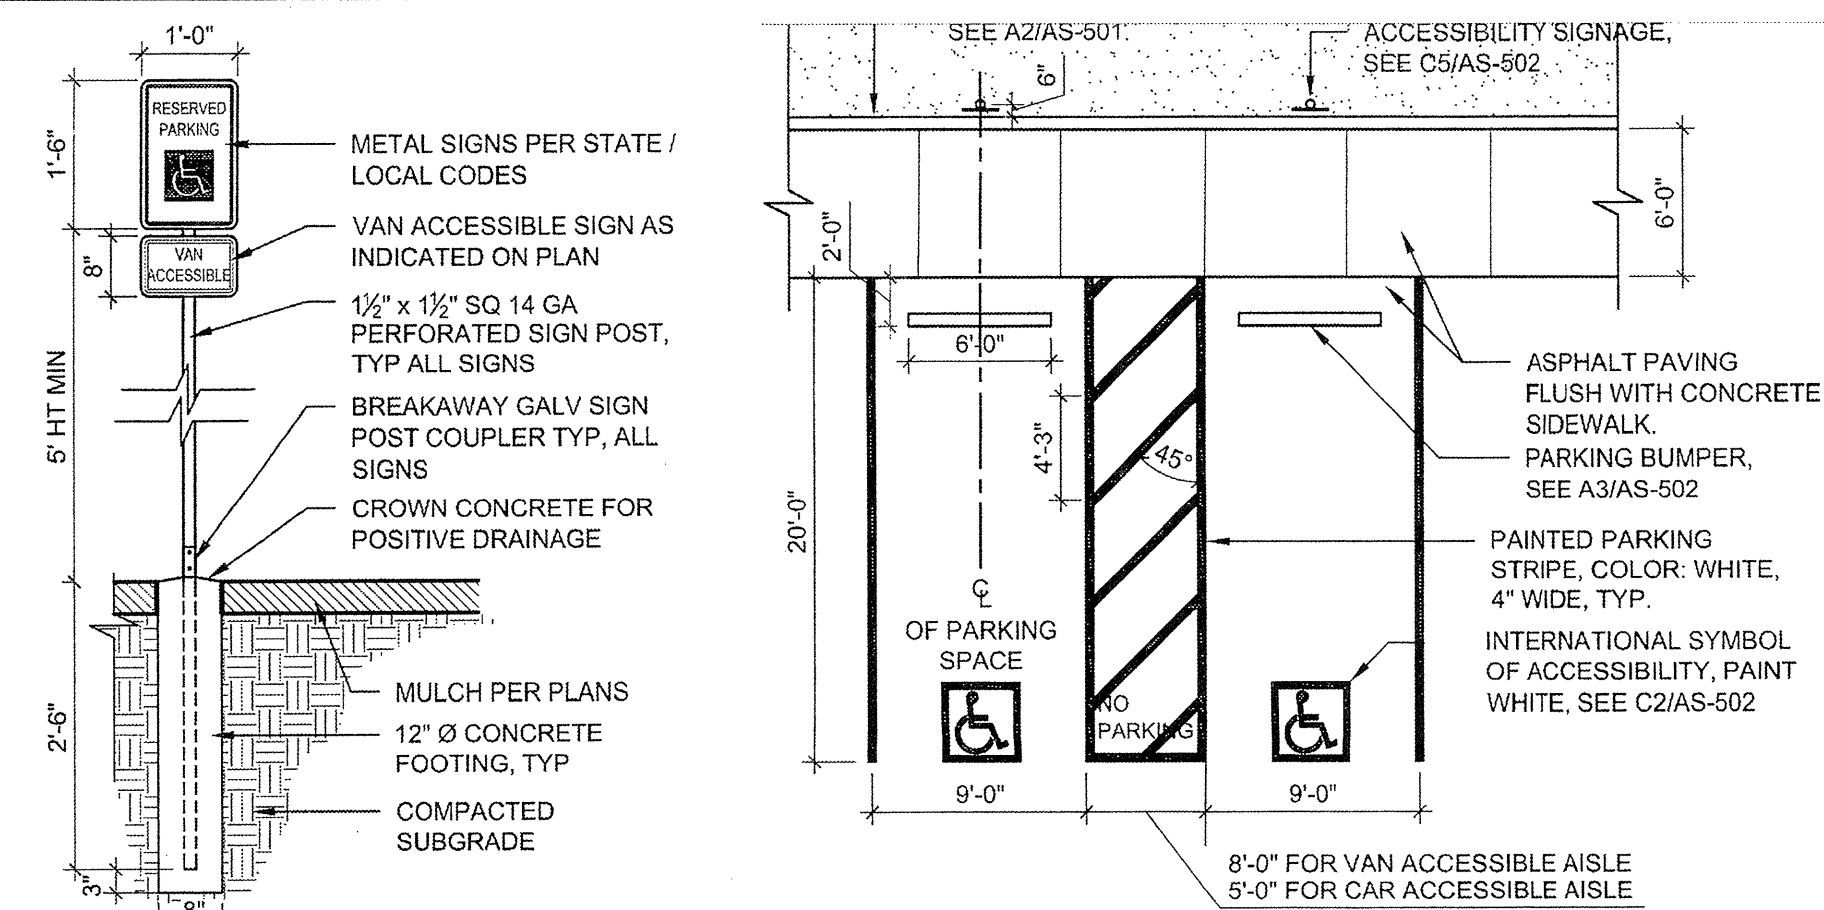 1'-0"
RESERVED
PARKING
1'-6"
METAL SIGNS PER STATE /
LOCAL CODES
VAN
ACCESSIBLE
8"
VAN ACCESSIBLE SIGN AS
INDICATED ON PLAN
1½" x 1½" SQ 14 GA
PERFORATED SIGN POST,
TYP ALL SIGNS
5' HT MIN
BREAKAWAY GALV SIGN
POST COUPLER TYP, ALL
SIGNS
CROWN CONCRETE FOR
POSITIVE DRAINAGE
MULCH PER PLANS
2'-6"
12" Ø CONCRETE
FOOTING, TYP
COMPACTED
SUBGRADE
3"
8"
SEE A2/AS-501.
6"
ACCESSIBILITY SIGNAGE,
SEE C5/AS-502
6'-0"
2'-0"
6'-0"
ASPHALT PAVING
FLUSH WITH CONCRETE
SIDEWALK.
4'-3"
45°
PARKING BUMPER,
SEE A3/AS-502
20'-0"
PAINTED PARKING
STRIPE, COLOR: WHITE,
4" WIDE, TYP.
CL
OF PARKING
SPACE
INTERNATIONAL SYMBOL
OF ACCESSIBILITY, PAINT
WHITE, SEE C2/AS-502
NO
PARKING
9'-0"
9'-0"
8'-0" FOR VAN ACCESSIBLE AISLE
5'-0" FOR CAR ACCESSIBLE AISLE